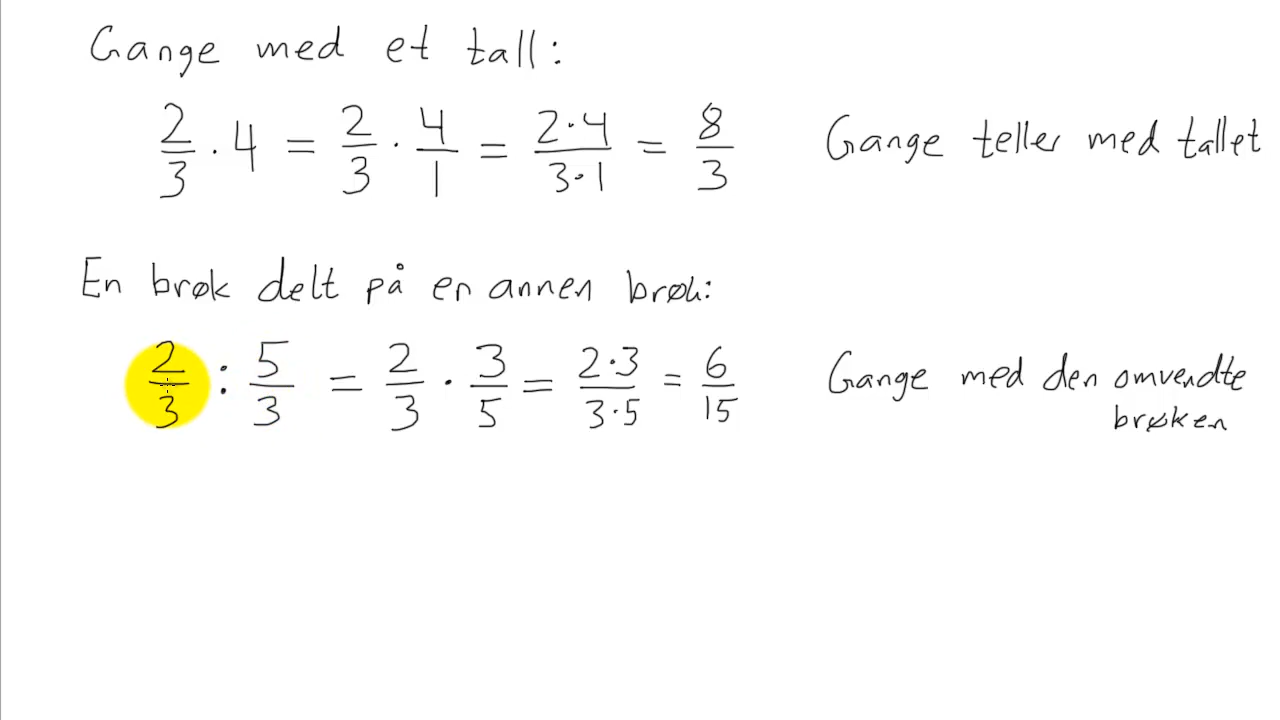 Gange med et tall:
2/3 · 4 = 2/3 · 4/1 = 2·4/3·1 = 8/3 Gange teller med tallet
En brøk delt på en annen brøk:
2/3 : 5/3 = 2/3 · 3/5 = 2·3/3·5 = 6/15 Gange med den omvendte
brøken